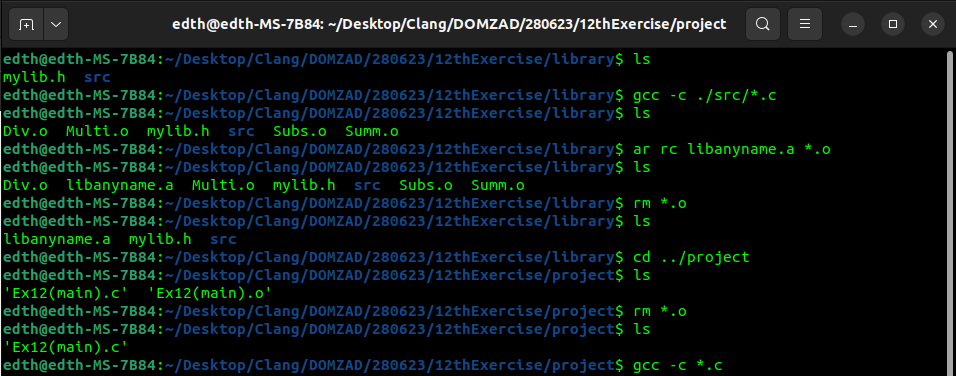 edth@edth-MS-7B84: ~/Desktop/Clang/DOMZAD/280623/12thExercise/project
edth@edth-MS-7B84:~/Desktop/Clang/DOMZAD/280623/12thExercise/library$ ls
mylib.h  src
edth@edth-MS-7B84:~/Desktop/Clang/DOMZAD/280623/12thExercise/library$ gcc -c ./src/*.c
edth@edth-MS-7B84:~/Desktop/Clang/DOMZAD/280623/12thExercise/library$ ls
Div.o  Multi.o  mylib.h  src  Subs.o  Summ.o
edth@edth-MS-7B84:~/Desktop/Clang/DOMZAD/280623/12thExercise/library$ ar rc libanyname.a *.o
edth@edth-MS-7B84:~/Desktop/Clang/DOMZAD/280623/12thExercise/library$ ls
Div.o  libanyname.a  Multi.o  mylib.h  src  Subs.o  Summ.o
edth@edth-MS-7B84:~/Desktop/Clang/DOMZAD/280623/12thExercise/library$ rm *.o
edth@edth-MS-7B84:~/Desktop/Clang/DOMZAD/280623/12thExercise/library$ ls
libanyname.a  mylib.h  src
edth@edth-MS-7B84:~/Desktop/Clang/DOMZAD/280623/12thExercise/library$ cd ../project
edth@edth-MS-7B84:~/Desktop/Clang/DOMZAD/280623/12thExercise/project$ ls
'Ex12(main).c'  'Ex12(main).o'
edth@edth-MS-7B84:~/Desktop/Clang/DOMZAD/280623/12thExercise/project$ rm *.o
edth@edth-MS-7B84:~/Desktop/Clang/DOMZAD/280623/12thExercise/project$ ls
'Ex12(main).c'
edth@edth-MS-7B84:~/Desktop/Clang/DOMZAD/280623/12thExercise/project$ gcc -c *.c